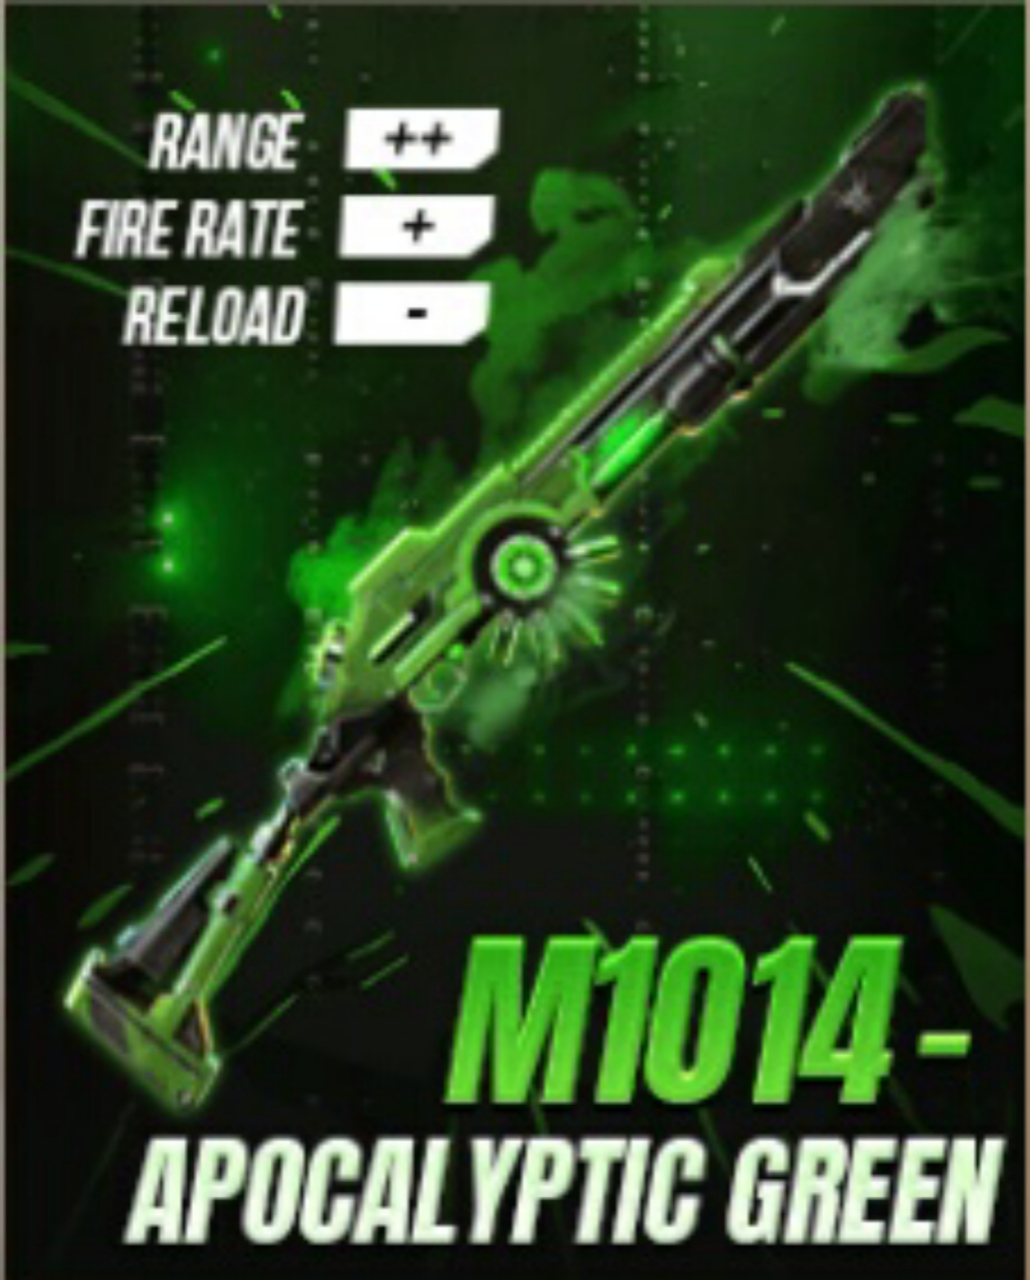 RANGE ++
FIRE RATE +
RELOAD -
M1014 -
APOCALYPTIC GREEN